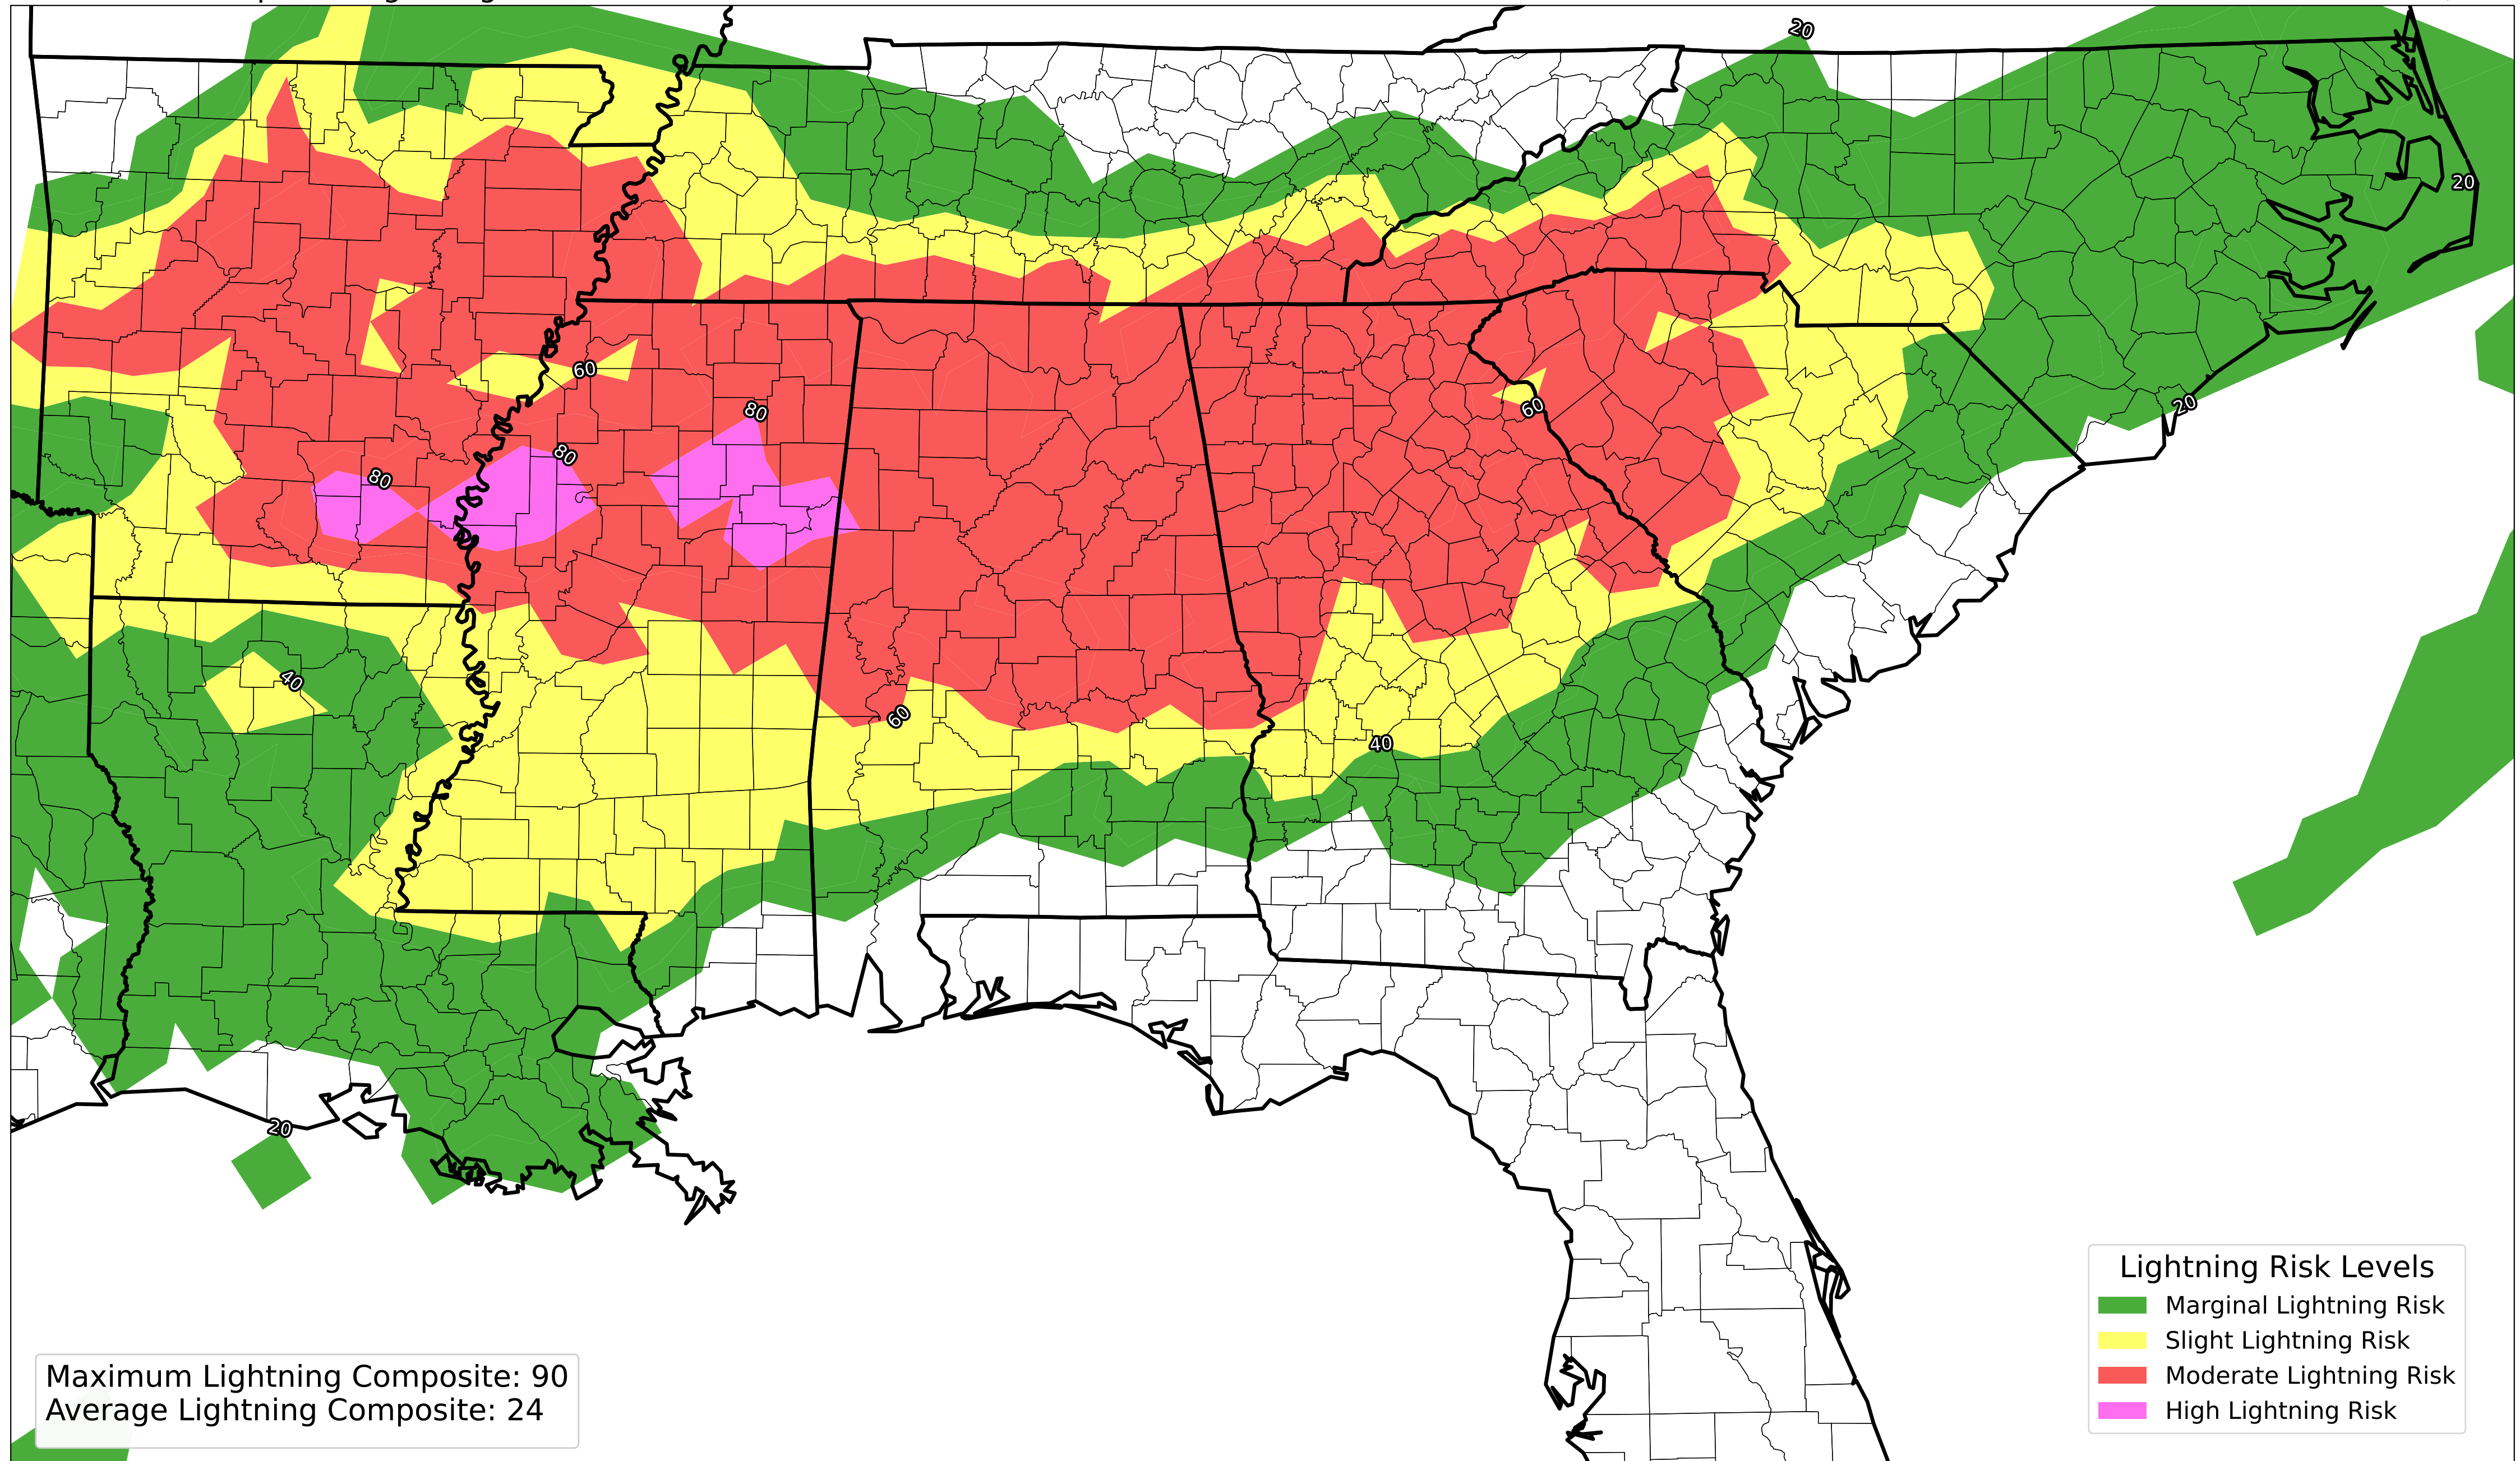 20
20
60
80
80
80
60
20
40
60
40
20
Lightning Risk Levels
Marginal Lightning Risk
Slight Lightning Risk
Moderate Lightning Risk
High Lightning Risk
Maximum Lightning Composite: 90
Average Lightning Composite: 24